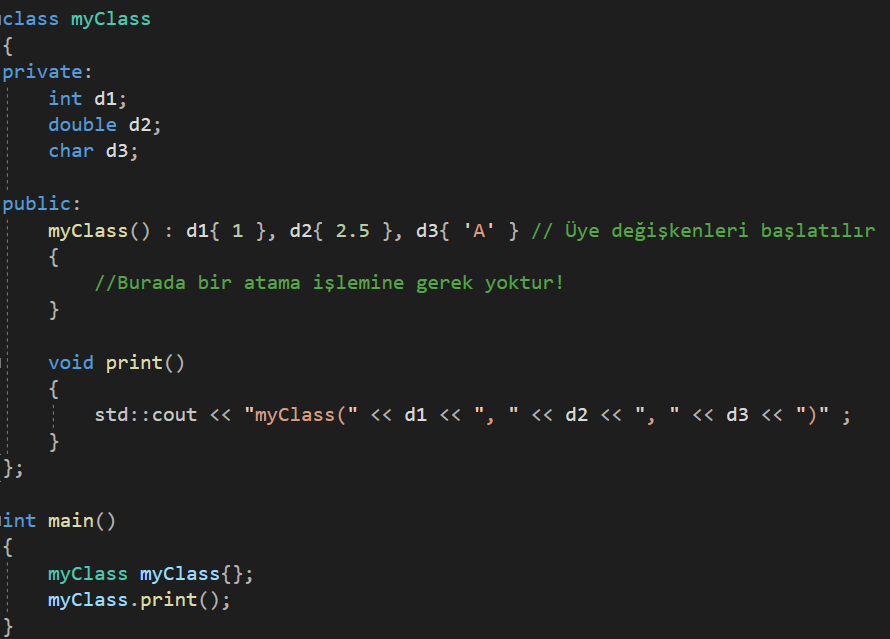 class myClass
{
private:
    int d1;
    double d2;
    char d3;

public:
    myClass() : d1{ 1 }, d2{ 2.5 }, d3{ 'A' } // Üye değişkenleri başlatılır
    {
        //Burada bir atama işlemine gerek yoktur!
    }

    void print()
    {
        std::cout << "myClass(" << d1 << ", " << d2 << ", " << d3 << ")" ;
    }
};

int main()
{
    myClass myClass{};
    myClass.print();
}